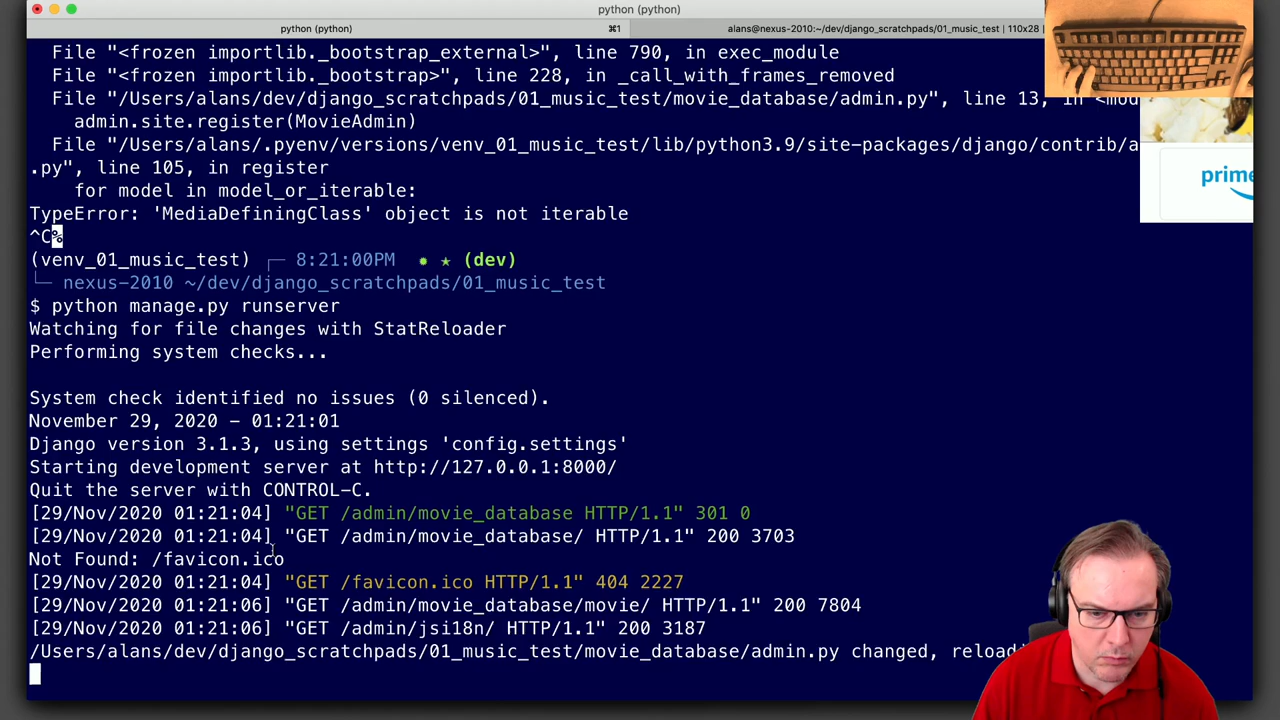 python (python)
python (python)
⌘1
alans@nexus-2010:~/dev/django_scratchpads/01_music_test | 110x28
File "<frozen importlib._bootstrap_external>", line 790, in exec_module
File "<frozen importlib._bootstrap>", line 228, in _call_with_frames_removed
File "/Users/alans/dev/django_scratchpads/01_music_test/movie_database/admin.py", line 13, in <mod
admin.site.register(MovieAdmin)
File "/Users/alans/.pyenv/versions/venv_01_music_test/lib/python3.9/site-packages/django/contrib/a
.py", line 105, in register
for model in model_or_iterable:
TypeError: 'MediaDefiningClass' object is not iterable
^C%
(venv_01_music_test) ┌─ 8:21:00PM ● ★ (dev)
└─ nexus-2010 ~/dev/django_scratchpads/01_music_test
$ python manage.py runserver
Watching for file changes with StatReloader
Performing system checks...
System check identified no issues (0 silenced).
November 29, 2020 - 01:21:01
Django version 3.1.3, using settings 'config.settings'
Starting development server at http://127.0.0.1:8000/
Quit the server with CONTROL-C.
[29/Nov/2020 01:21:04] "GET /admin/movie_database HTTP/1.1" 301 0
[29/Nov/2020 01:21:04] "GET /admin/movie_database/ HTTP/1.1" 200 3703
Not Found: /favicon.ico
[29/Nov/2020 01:21:04] "GET /favicon.ico HTTP/1.1" 404 2227
[29/Nov/2020 01:21:06] "GET /admin/movie_database/movie/ HTTP/1.1" 200 7804
[29/Nov/2020 01:21:06] "GET /admin/jsi18n/ HTTP/1.1" 200 3187
/Users/alans/dev/django_scratchpads/01_music_test/movie_database/admin.py changed, reload
prime